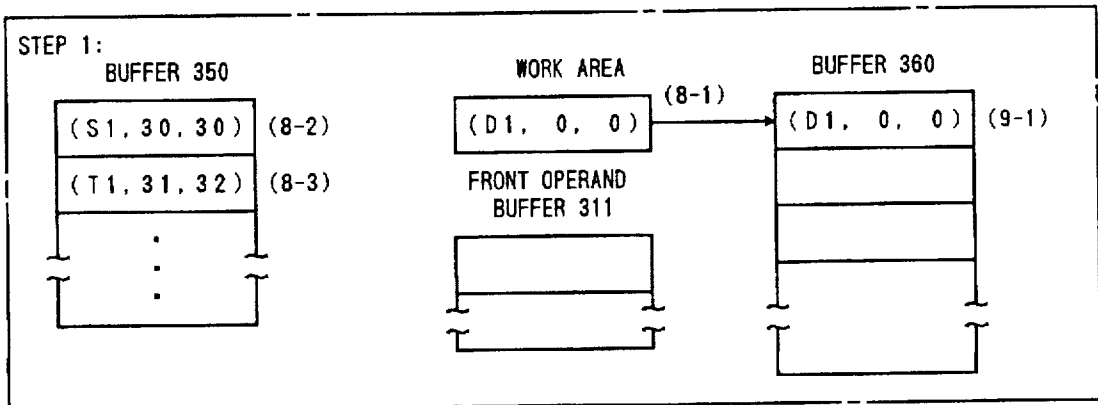 STEP 1:
BUFFER 350
(S1, 30, 30) (8-2)
(T1, 31, 32) (8-3)
WORK AREA
(D1, 0, 0) (8-1)
FRONT OPERAND
BUFFER 311
BUFFER 360
(D1, 0, 0) (9-1)